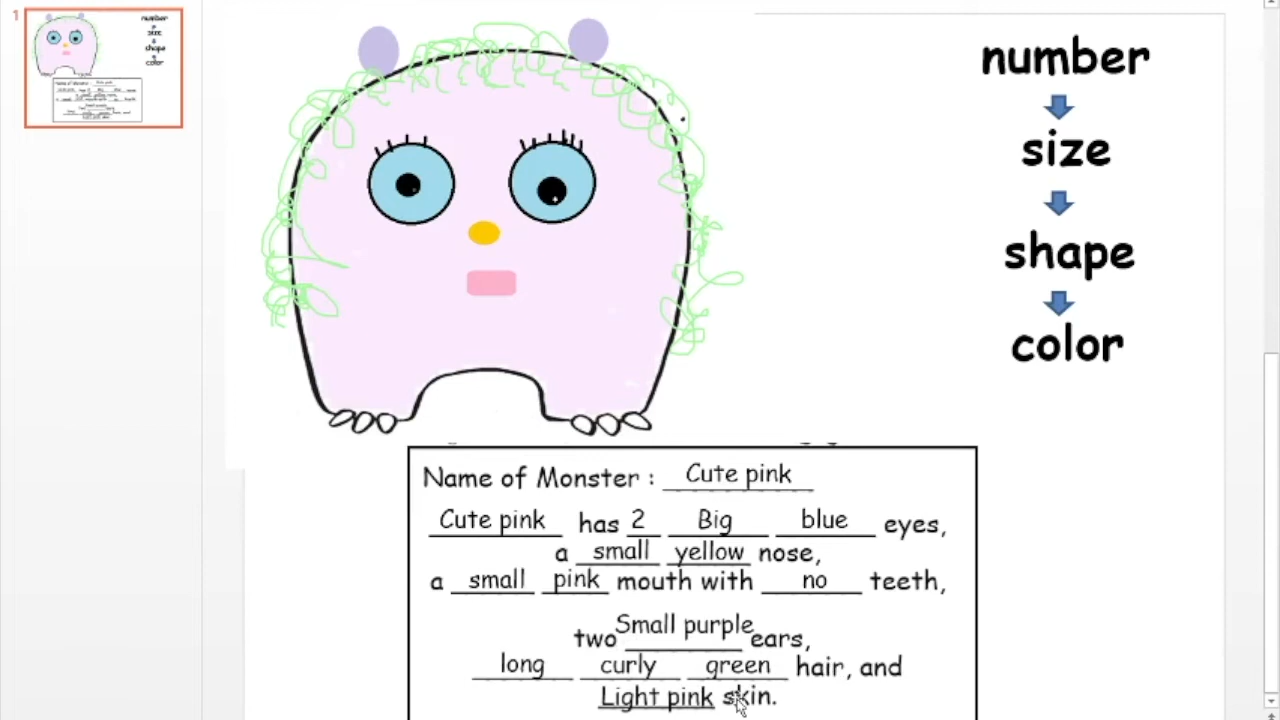 1
number
size
shape
color
Name of Monster : Cute pink
Cute pink has 2 Big blue eyes,
a small yellow nose,
a small pink mouth with no teeth,
two Small purple ears,
long curly green hair, and
Light pink skin.